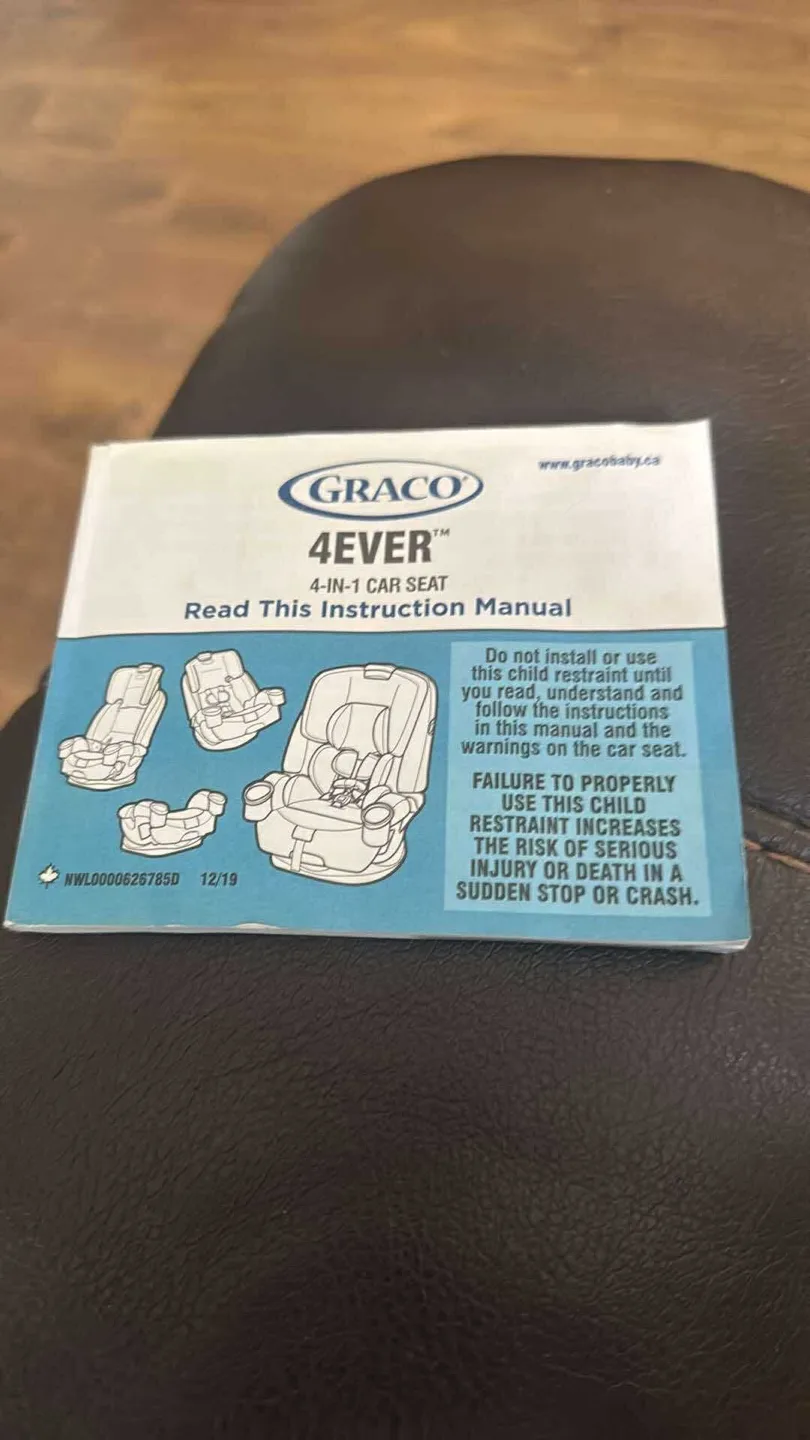 www.gracobaby.ca
GRACO®
4EVER™
4-IN-1 CAR SEAT
Read This Instruction Manual
Do not install or use
this child restraint until
you read, understand and
follow the instructions
in this manual and the
warnings on the car seat.
FAILURE TO PROPERLY
USE THIS CHILD
RESTRAINT INCREASES
THE RISK OF SERIOUS
INJURY OR DEATH IN A
SUDDEN STOP OR CRASH.
NWL0000626785D 12/19